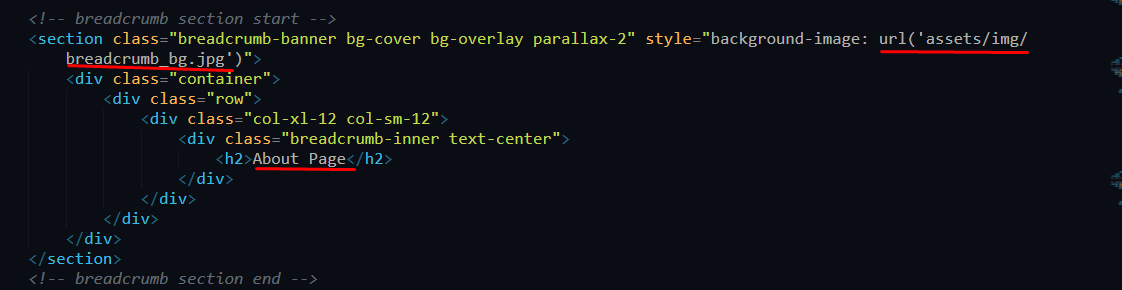 <!-- breadcrumb section start -->
<section class="breadcrumb-banner bg-cover bg-overlay parallax-2" style="background-image: url('assets/img/
breadcrumb_bg.jpg')">
<div class="container">
<div class="row">
<div class="col-xl-12 col-sm-12">
<div class="breadcrumb-inner text-center">
<h2>About Page</h2>
</div>
</div>
</div>
</div>
</section>
<!-- breadcrumb section end -->